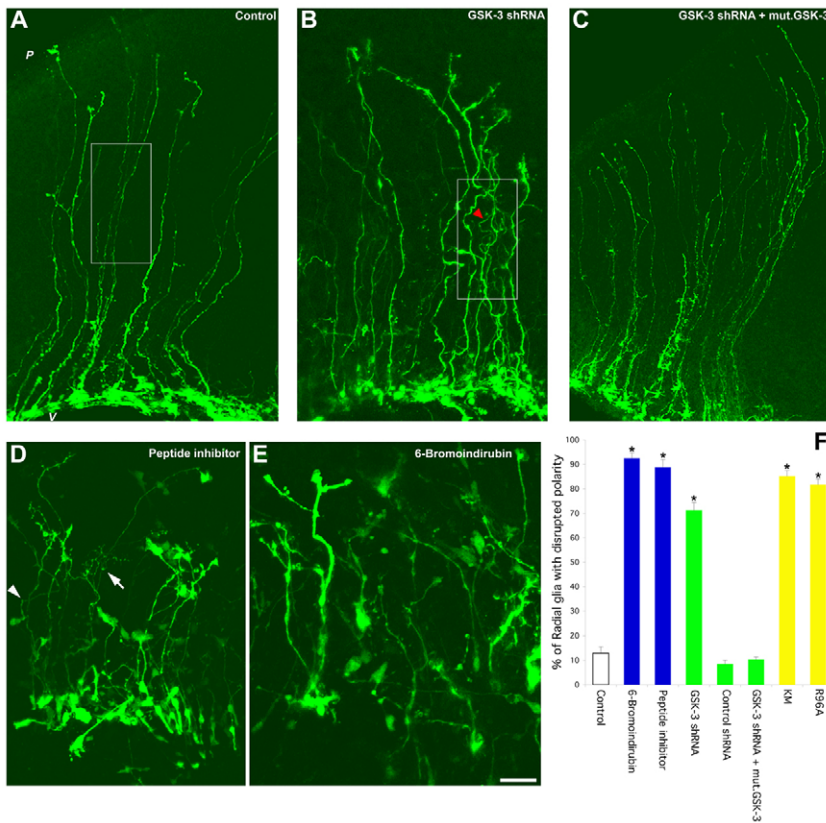 A
Control
P
V
B
GSK-3 shRNA
C
GSK-3 shRNA + mut.GSK-3
D
Peptide inhibitor
E
6-Bromoindirubin
F
% of Radial glia with disrupted polarity
100
90
80
70
60
50
40
30
20
10
0
*
*
*
*
*
Control
6-Bromoindirubin
Peptide inhibitor
GSK-3 shRNA
Control shRNA
GSK-3 shRNA + mut.GSK-3
KM
R96A